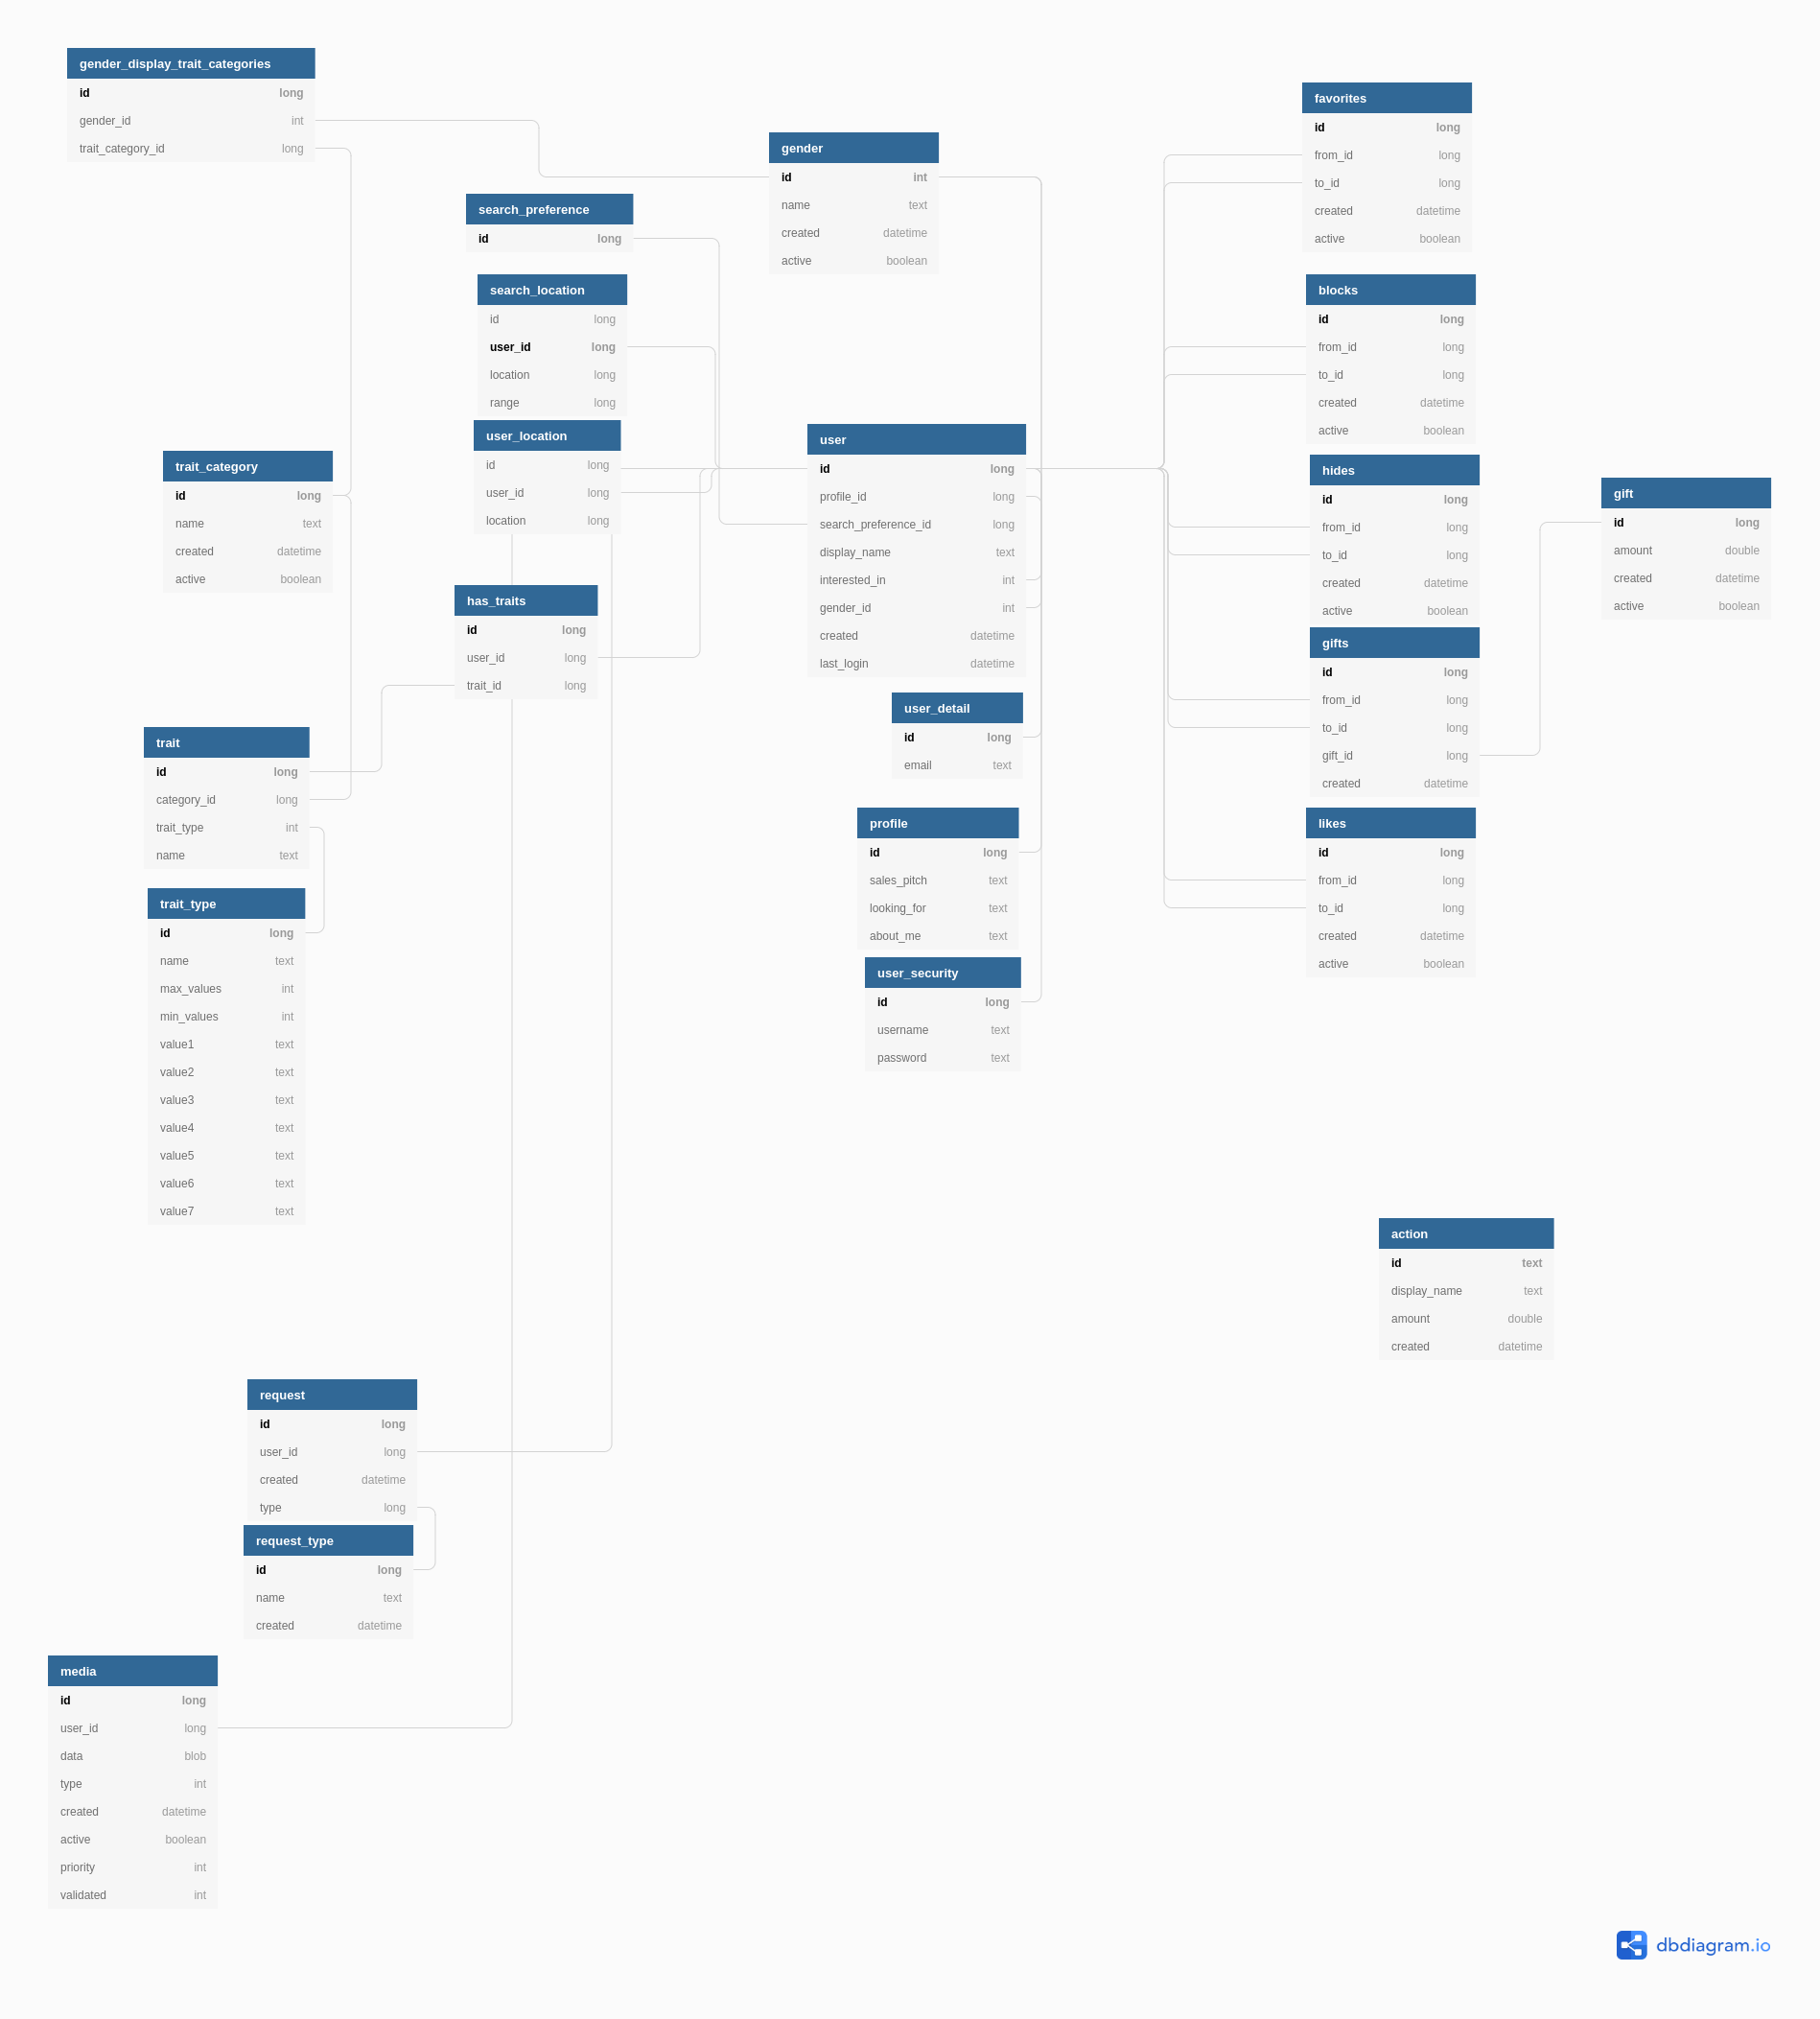 gender_display_trait_categories
id long
gender_id int
trait_category_id long
search_preference
id long
search_location
id long
user_id long
location long
range long
user_location
id long
user_id long
location long
trait_category
id long
name text
created datetime
active boolean
has_traits
id long
user_id long
trait_id long
trait
id long
category_id long
trait_type int
name text
trait_type
id long
name text
max_values int
min_values int
value1 text
value2 text
value3 text
value4 text
value5 text
value6 text
value7 text
request
id long
user_id long
created datetime
type long
request_type
id long
name text
created datetime
media
id long
user_id long
data blob
type int
created datetime
active boolean
priority int
validated int
gender
id int
name text
created datetime
active boolean
user
id long
profile_id long
search_preference_id long
display_name text
interested_in int
gender_id int
created datetime
last_login datetime
user_detail
id long
email text
profile
id long
sales_pitch text
looking_for text
about_me text
user_security
id long
username text
password text
favorites
id long
from_id long
to_id long
created datetime
active boolean
blocks
id long
from_id long
to_id long
created datetime
active boolean
hides
id long
from_id long
to_id long
created datetime
active boolean
gifts
id long
from_id long
to_id long
gift_id long
created datetime
likes
id long
from_id long
to_id long
created datetime
active boolean
gift
id long
amount double
created datetime
active boolean
action
id text
display_name text
amount double
created datetime
dbdiagram.io